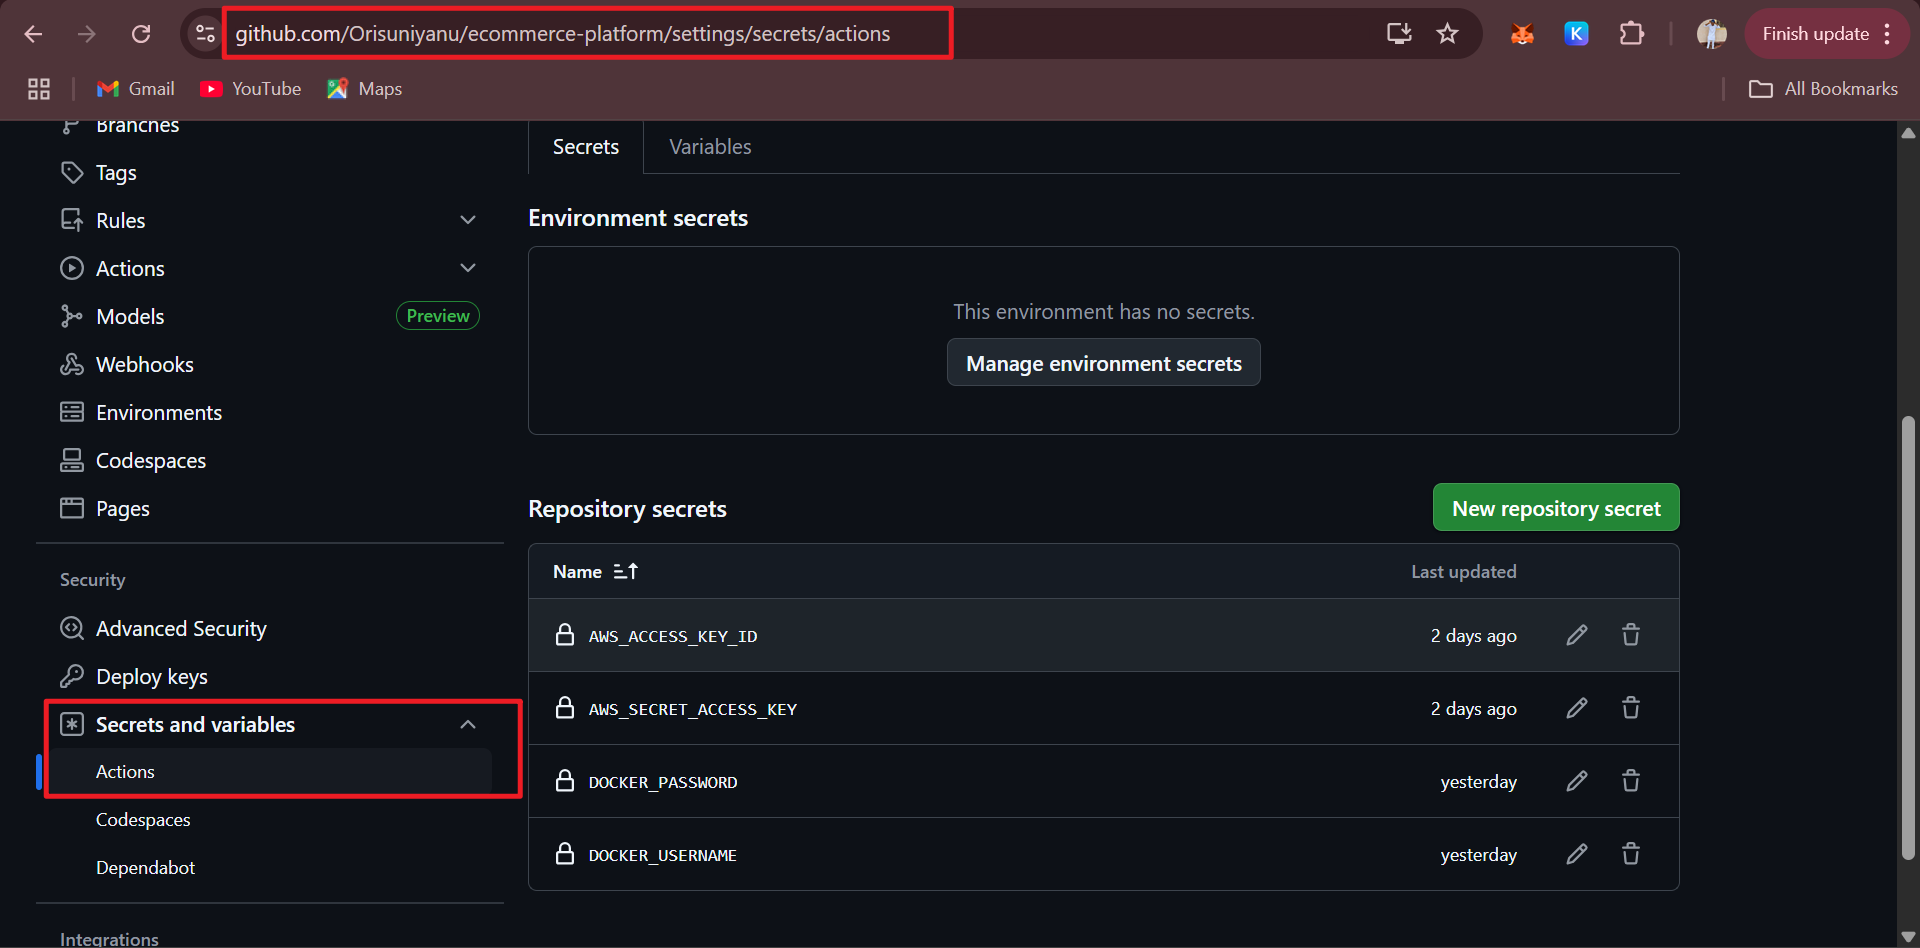 github.com/Orisuniyanu/ecommerce-platform/settings/secrets/actions
K
Finish update
Gmail
YouTube
Maps
All Bookmarks
Branches
Tags
Rules
Actions
Models
Preview
Webhooks
Environments
Codespaces
Pages
Security
Advanced Security
Deploy keys
Secrets and variables
Actions
Codespaces
Dependabot
Integrations
Secrets
Variables
Environment secrets
This environment has no secrets.
Manage environment secrets
Repository secrets
New repository secret
Name
Last updated
AWS_ACCESS_KEY_ID
2 days ago
AWS_SECRET_ACCESS_KEY
2 days ago
DOCKER_PASSWORD
yesterday
DOCKER_USERNAME
yesterday